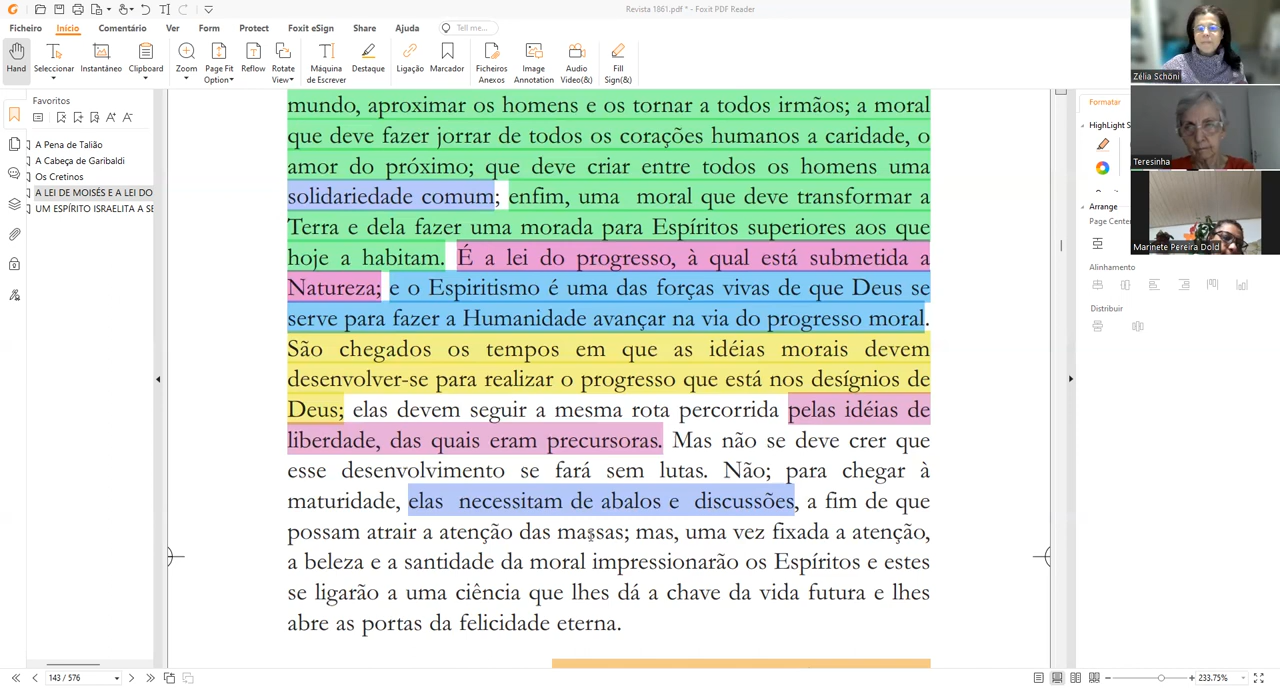 Revista 1861.pdf * - Foxit PDF Reader
Ficheiro Início Comentário Ver Form Protect Foxit eSign Share Ajuda Tell me...
Hand Seleccionar Instantâneo Clipboard Zoom Page Fit Option Reflow Rotate View Máquina de Escrever Destaque Ligação Marcador Ficheiros Anexos Image Annotation Audio Video(&) Fill Sign(&)
Favoritos
A Pena de Talião
A Cabeça de Garibaldi
Os Cretinos
A LEI DE MOISÉS E A LEI DO
UM ESPÍRITO ISRAELITA A SE
mundo, aproximar os homens e os tornar a todos irmãos; a moral
que deve fazer jorrar de todos os corações humanos a caridade, o
amor do próximo; que deve criar entre todos os homens uma
solidariedade comum; enfim, uma moral que deve transformar a
Terra e dela fazer uma morada para Espíritos superiores aos que
hoje a habitam. É a lei do progresso, à qual está submetida a
Natureza; e o Espiritismo é uma das forças vivas de que Deus se
serve para fazer a Humanidade avançar na via do progresso moral.
São chegados os tempos em que as idéias morais devem
desenvolver-se para realizar o progresso que está nos desígnios de
Deus; elas devem seguir a mesma rota percorrida pelas idéias de
liberdade, das quais eram precursoras. Mas não se deve crer que
esse desenvolvimento se fará sem lutas. Não; para chegar à
maturidade, elas necessitam de abalos e discussões, a fim de que
possam atrair a atenção das massas; mas, uma vez fixada a atenção,
a beleza e a santidade da moral impressionarão os Espíritos e estes
se ligarão a uma ciência que lhes dá a chave da vida futura e lhes
abre as portas da felicidade eterna.
Zélia Schöni
Teresinha
Marinete Pereira Dold
Formatar
HighLight S
Arrange
Page Center
Alinhamento
Distribuir
143 / 576
233.75%